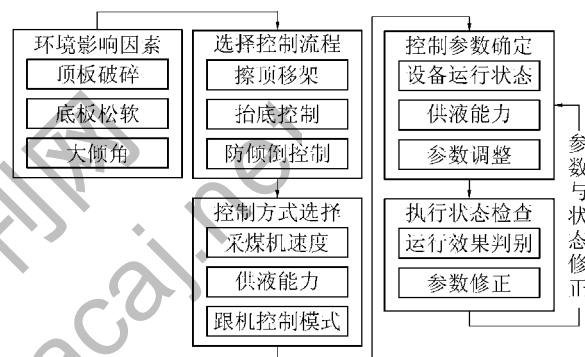 环境影响因素
顶板破碎
底板松软
大倾角
选择控制流程
擦顶移架
抬底控制
防倾倒控制
控制方式选择
采煤机速度
供液能力
跟机控制模式
控制参数确定
设备运行状态
供液能力
参数调整
执行状态检查
运行效果判别
参数修正
参数与状态修正
刊网
acaj.net